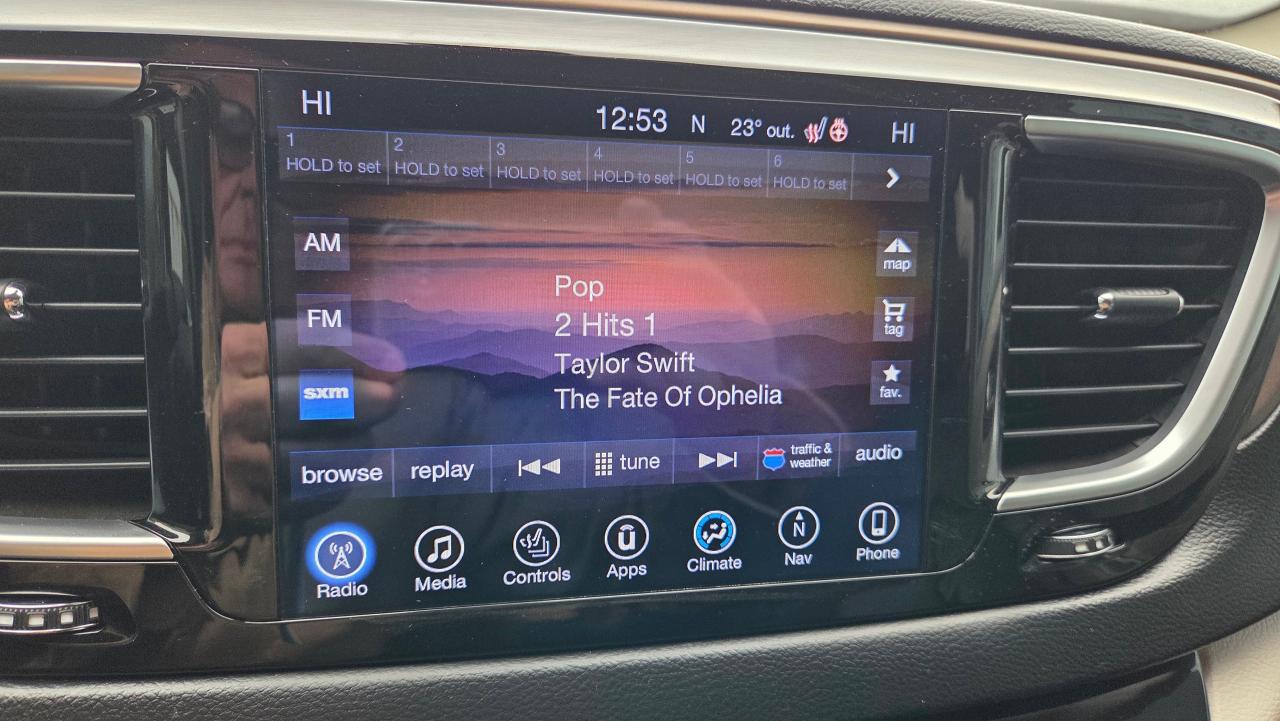 HI 12:53 N 23° out. HI
1 2 3 4 5 6
HOLD to set HOLD to set HOLD to set HOLD to set HOLD to set HOLD to set
AM
map
Pop
FM
2 Hits 1
tag
Taylor Swift
sxm
The Fate Of Ophelia
fav.
browse replay tune traffic &
weather audio
N
Radio Media Controls Apps Climate Nav Phone